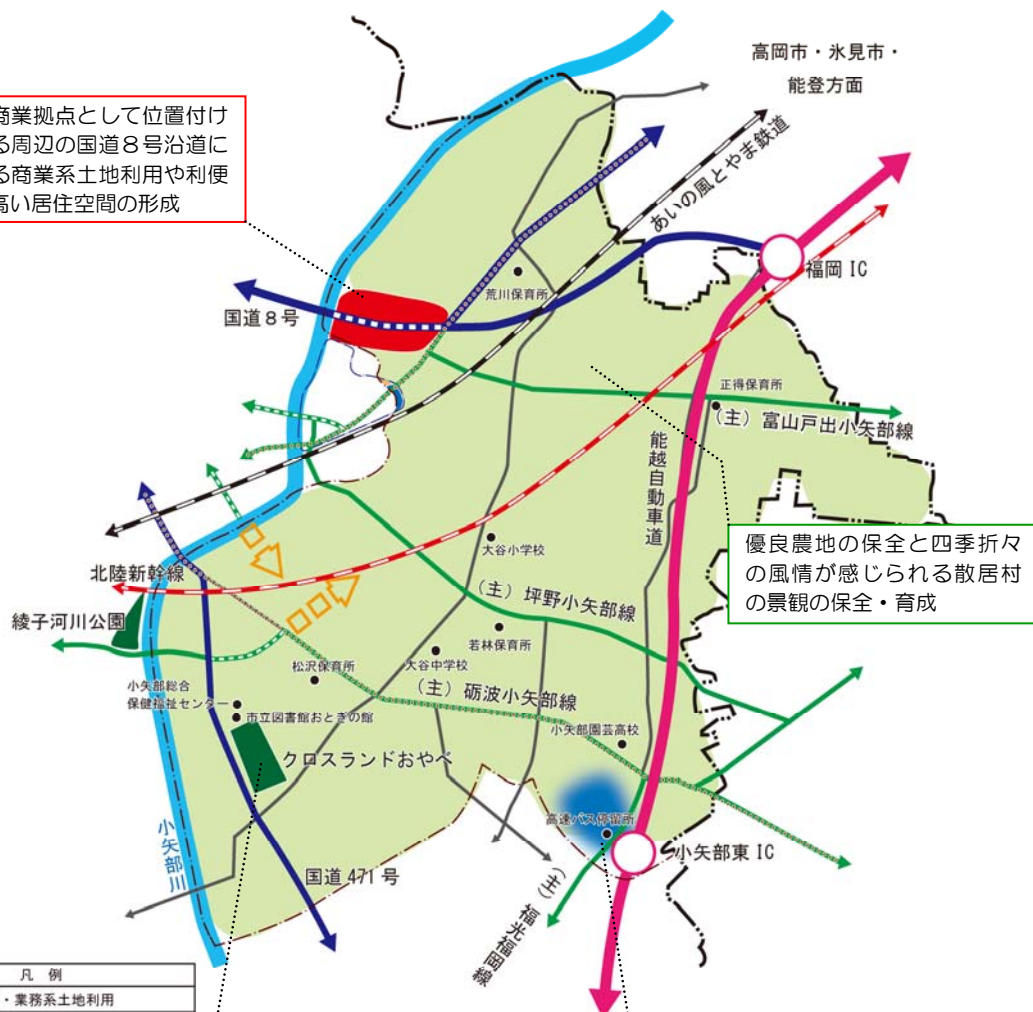 高岡市・氷見市・
能登方面
商業拠点として位置付け
る周辺の国道8号沿道に
る商業系土地利用や利便
高い居住空間の形成
あいの風とやま鉄道
福岡 IC
荒川保育所
国道8号
正得保育所
(主) 富山戸出小矢部線
能越自動車道
大谷小学校
優良農地の保全と四季折々
の風情が感じられる散居村
の景観の保全・育成
北陸新幹線
(主) 坪野小矢部線
綾子河川公園
若林保育所
大谷中学校
松沢保育所
(主) 砺波小矢部線
小矢部総合
保健福祉センター
市立図書館おとぎの館
小矢部園芸高校
クロスランドおやべ
高速バス停留所
小矢部川
小矢部東 IC
国道 471 号
(主) 福光福岡線
凡 例
・業務系土地利用